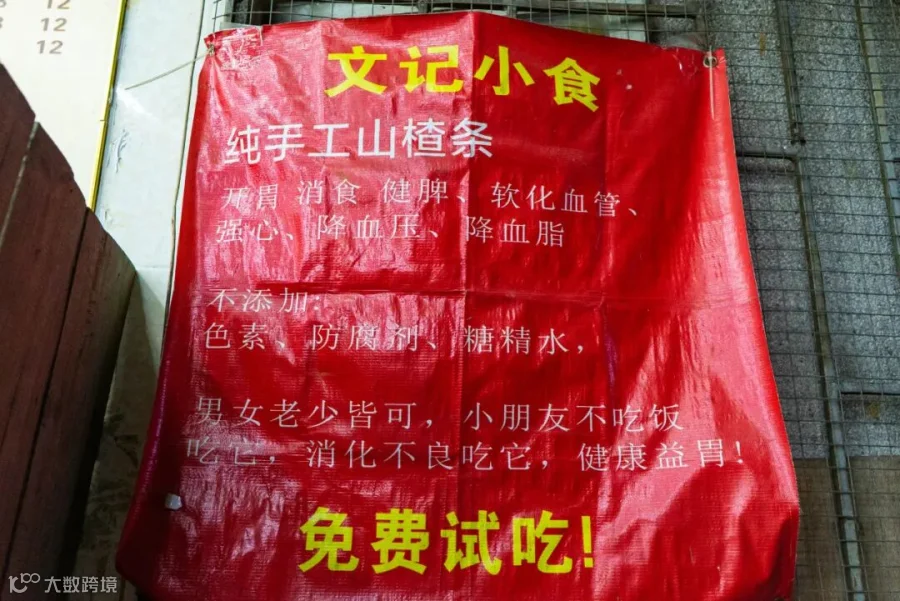 12
12
12
文记小食
纯手工山楂条
开胃 消食 健脾、软化血管、
强心、降血压、降血脂
不添加:
色素、防腐剂、糖精水,
男女老少皆可,小朋友不吃饭
吃它,消化不良吃它,健康益胃!
免费试吃!
大数跨境